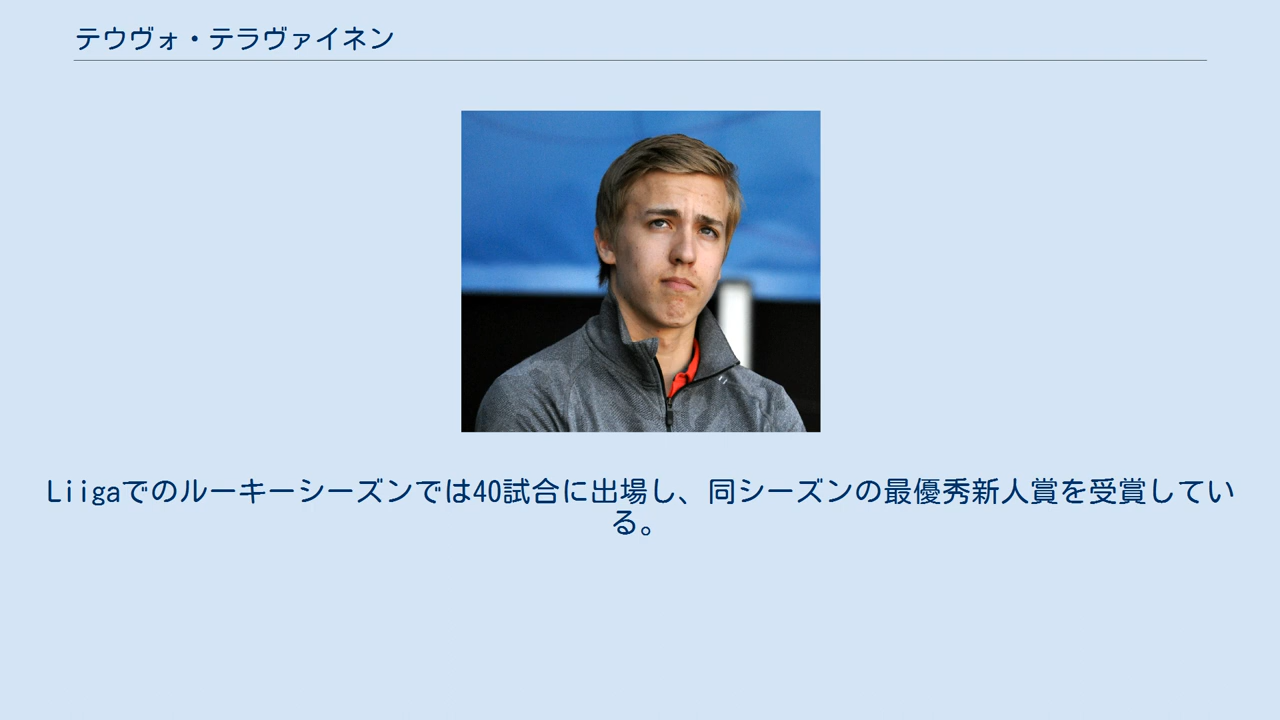 テウヴォ・テラヴァイネン
Liigaでのルーキーシーズンでは40試合に出場し、同シーズンの最優秀新人賞を受賞してい
る。